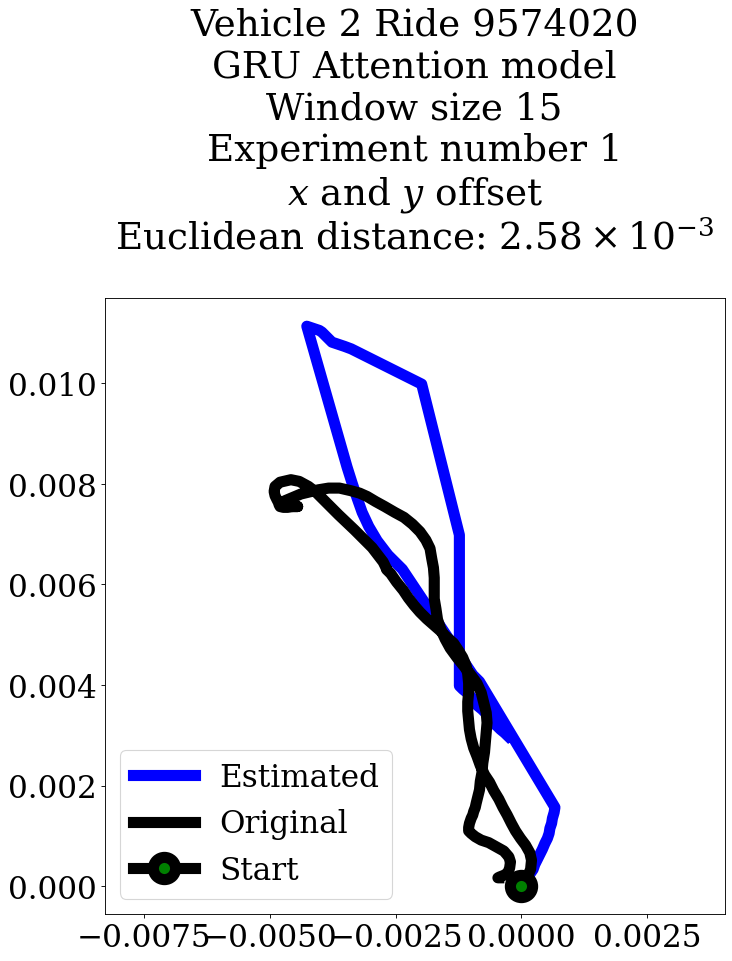 Vehicle 2 Ride 9574020
GRU Attention model
Window size 15
Experiment number 1
x and y offset
Euclidean distance: 2.58 × 10⁻³
0.010
0.008
0.006
0.004
0.002
0.000
Estimated
Original
Start
−0.0075 −0.0050 −0.0025 0.0000 0.0025